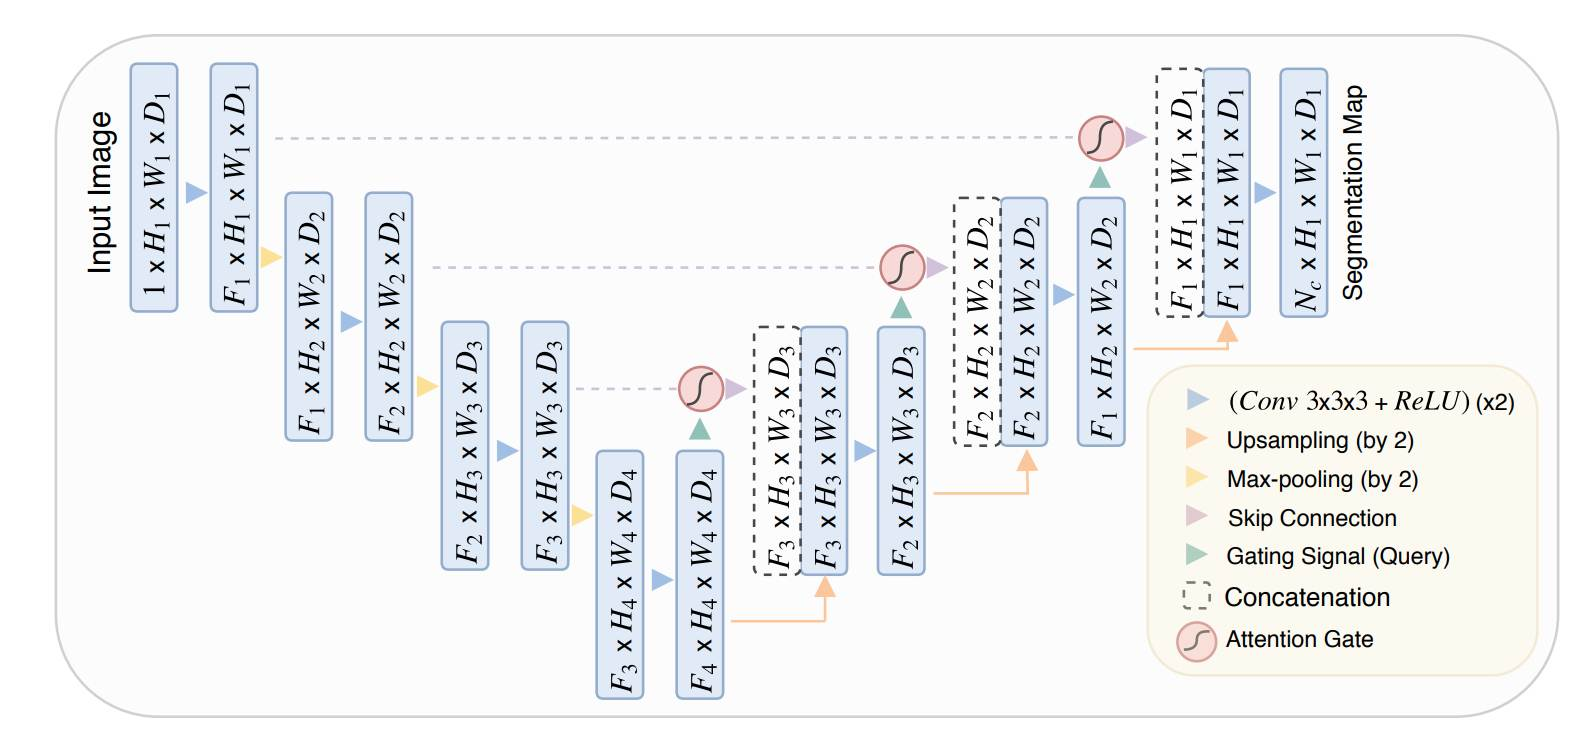 Input Image
1 x H₁ x W₁ x D₁
F₁ x H₁ x W₁ x D₁
F₁ x H₂ x W₂ x D₂
F₂ x H₂ x W₂ x D₂
F₂ x H₃ x W₃ x D₃
F₃ x H₃ x W₃ x D₃
F₃ x H₄ x W₄ x D₄
F₄ x H₄ x W₄ x D₄
F₃ x H₃ x W₃ x D₃
F₃ x H₃ x W₃ x D₃
F₂ x H₃ x W₃ x D₃
F₂ x H₂ x W₂ x D₂
F₂ x H₂ x W₂ x D₂
F₁ x H₂ x W₂ x D₂
F₁ x H₁ x W₁ x D₁
F₁ x H₁ x W₁ x D₁
N_c x H₁ x W₁ x D₁
Segmentation Map
(Conv 3x3x3 + ReLU) (x2)
Upsampling (by 2)
Max-pooling (by 2)
Skip Connection
Gating Signal (Query)
Concatenation
Attention Gate